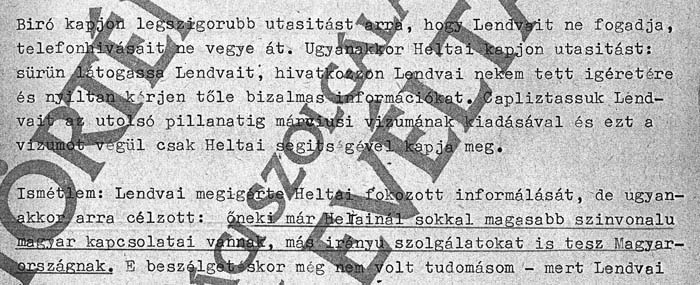 Biró kapjon legszigorubb utasitást arra, hogy Lendvait ne fogadja,
telefonhivásait ne vegye át. Ugyanakkor Heltai kapjon utasitást:
sürün látogassa Lendvait, hivatkozzon Lendvai nekem tett igéretére
és nyiltan kérjen tőle bizalmas információkat. Capliztassuk Lend-
vait az utolsó pillanatig márciusi vizumának kiadásával és ezt a
vizumot végül csak Heltai segitségével kapja meg.
Ismétlem: Lendvai megigérte Heltai fokozott informálását, de ugyan-
akkor arra célzott: őneki már Heltainál sokkal magasabb szinvonalu
magyar kapcsolatai vannak, más irányu szolgálatokat is tesz Magyar-
országnak. E beszélgetéskor még nem volt tudomásom - mert Lendvai